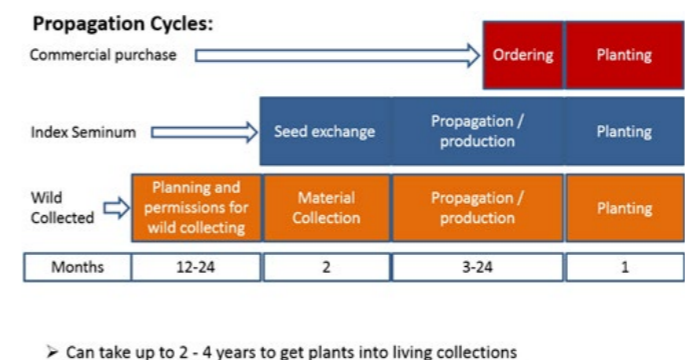 Propagation Cycles:
Commercial purchase
Ordering
Planting
Index Seminum
Seed exchange
Propagation /
production
Planting
Wild
Collected
Planning and
permissions for
wild collecting
Material
Collection
Propagation /
production
Planting
Months
12-24
2
3-24
1
➢ Can take up to 2 - 4 years to get plants into living collections